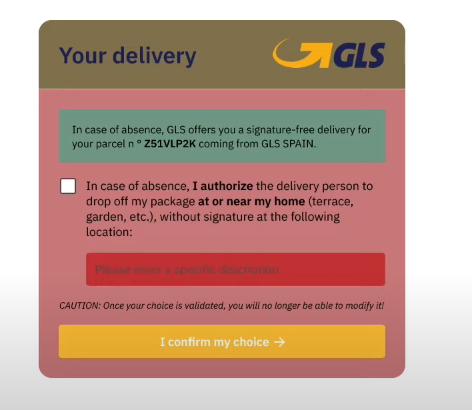 Your delivery
GLS
In case of absence, GLS offers you a signature-free delivery for
your parcel n ° Z51VLP2K coming from GLS SPAIN.
In case of absence, I authorize the delivery person to
drop off my package at or near my home (terrace,
garden, etc.), without signature at the following
location:
Please enter a specific description
CAUTION: Once your choice is validated, you will no longer be able to modify it!
I confirm my choice →